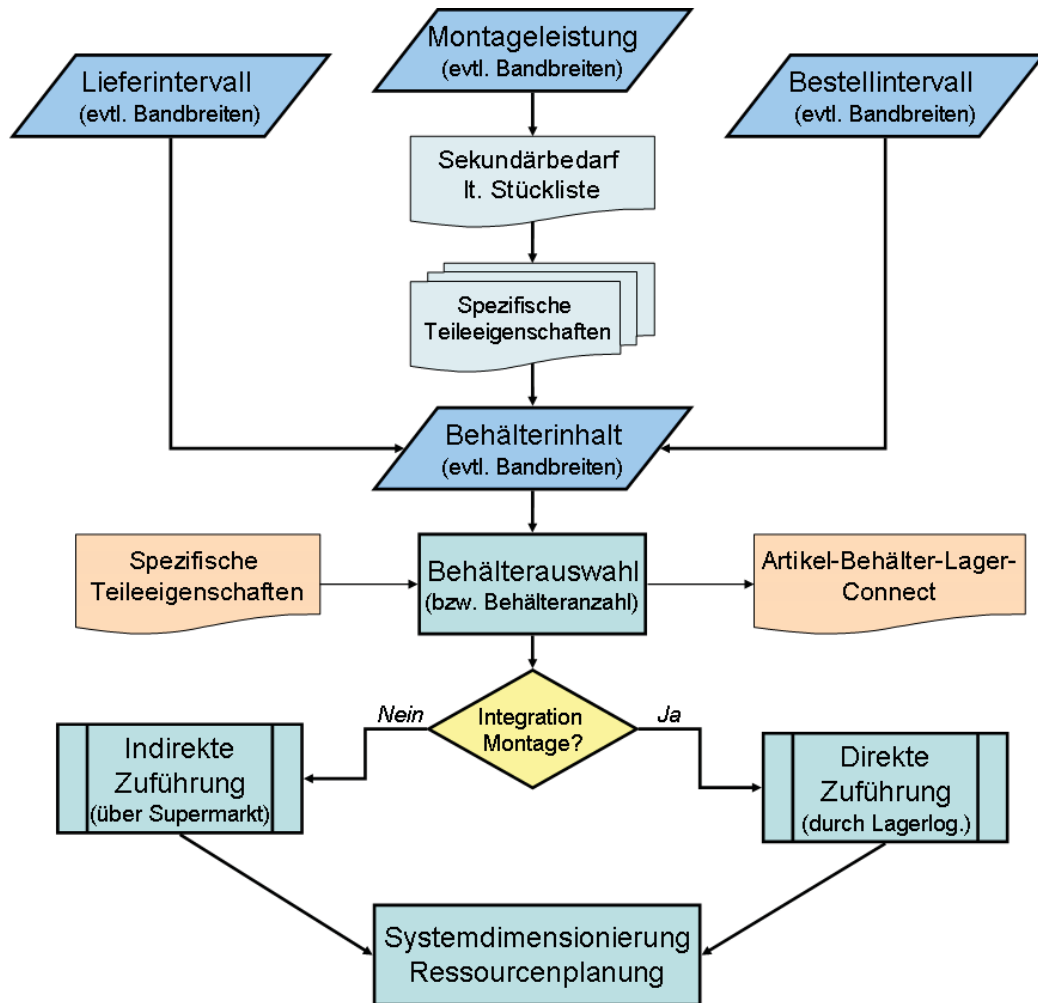 Montageleistung
(evtl. Bandbreiten)
Lieferintervall
(evtl. Bandbreiten)
Bestellintervall
(evtl. Bandbreiten)
Sekundärbedarf
lt. Stückliste
Spezifische
Teileeigenschaften
Behälterinhalt
(evtl. Bandbreiten)
Spezifische
Teileeigenschaften
Behälterauswahl
(bzw. Behälteranzahl)
Artikel-Behälter-Lager-
Connect
Nein
Integration
Montage?
Ja
Indirekte
Zuführung
(über Supermarkt)
Direkte
Zuführung
(durch Lagerlog.)
Systemdimensionierung
Ressourcenplanung